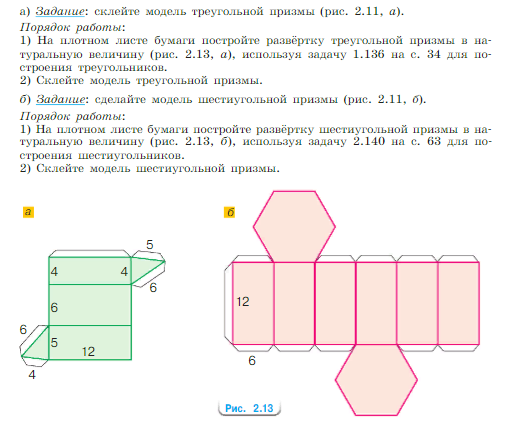 а) Задание: склейте модель треугольной призмы (рис. 2.11, а).
Порядок работы:
1) На плотном листе бумаги постройте развёртку треугольной призмы в на-
туральную величину (рис. 2.13, а), используя задачу 1.136 на с. 34 для по-
строения треугольников.
2) Склейте модель треугольной призмы.
б) Задание: сделайте модель шестиугольной призмы (рис. 2.11, б).
Порядок работы:
1) На плотном листе бумаги постройте развёртку шестиугольной призмы в на-
туральную величину (рис. 2.13, б), используя задачу 2.140 на с. 63 для по-
строения шестиугольников.
2) Склейте модель шестиугольной призмы.
а
5
4 4
6
6
6
5
12
4
б
12
6
Рис. 2.13